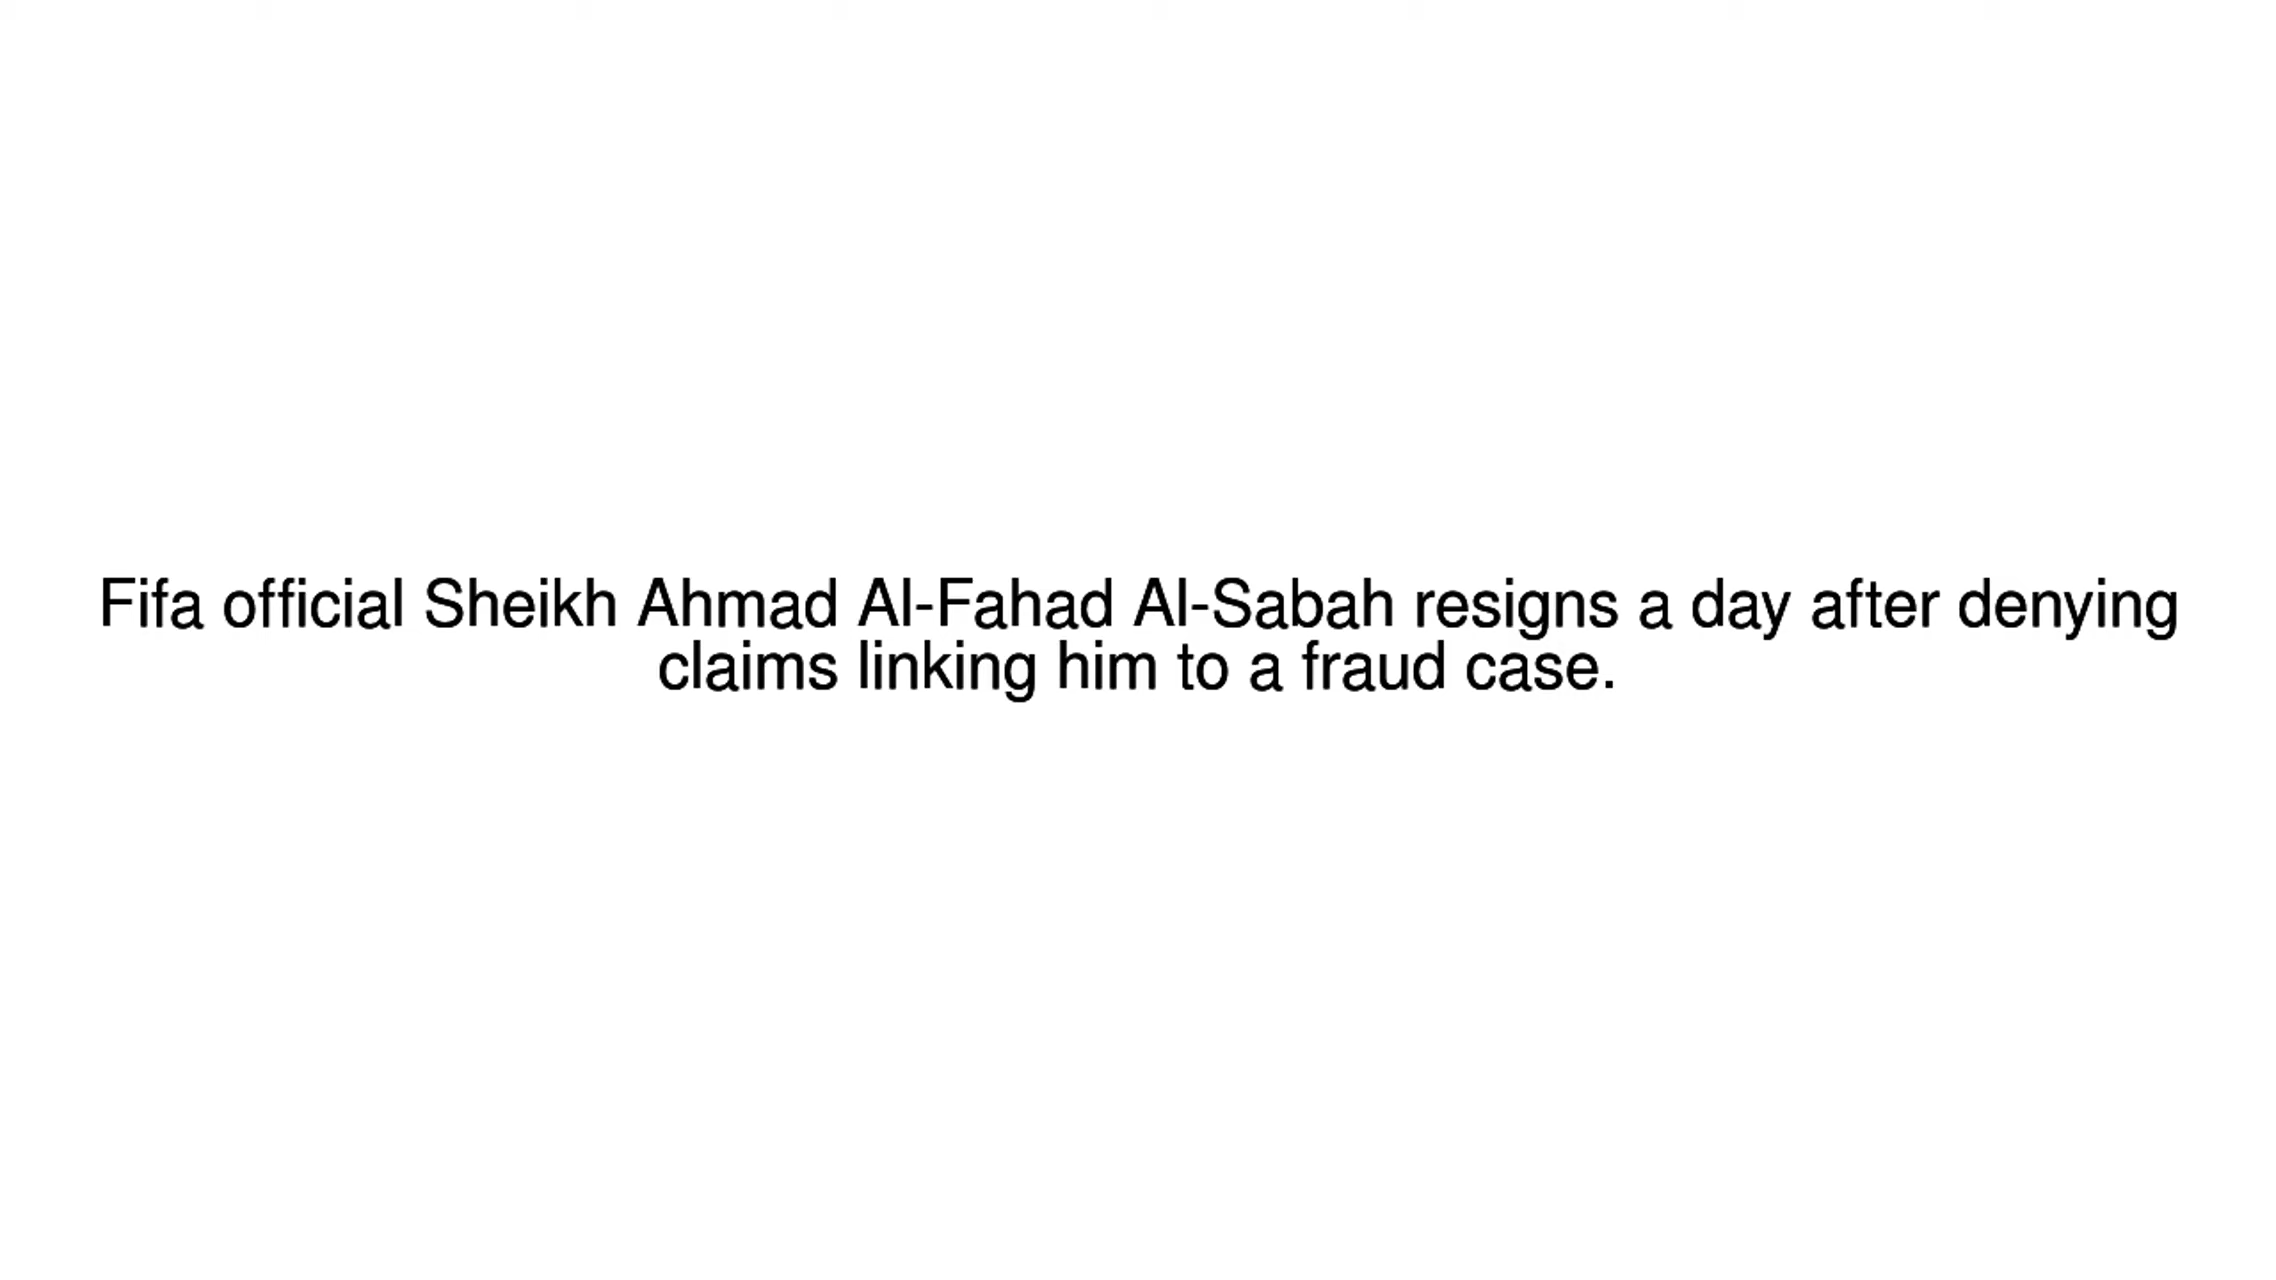 Fifa official Sheikh Ahmad Al-Fahad Al-Sabah resigns a day after denying
claims linking him to a fraud case.